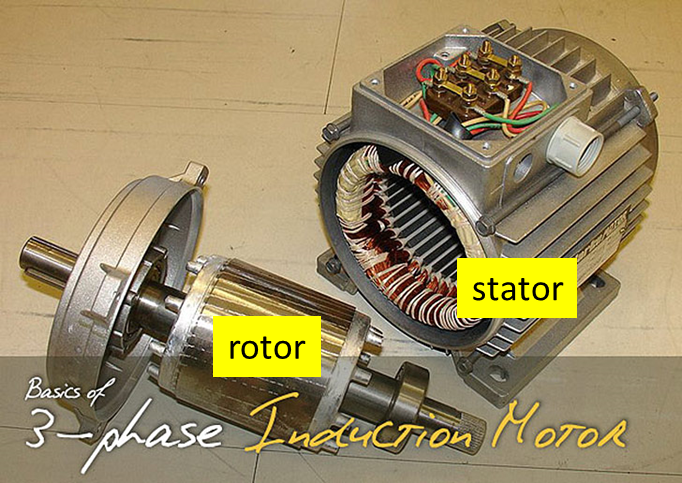 stator
rotor
Basics of
3-phase Induction Motor